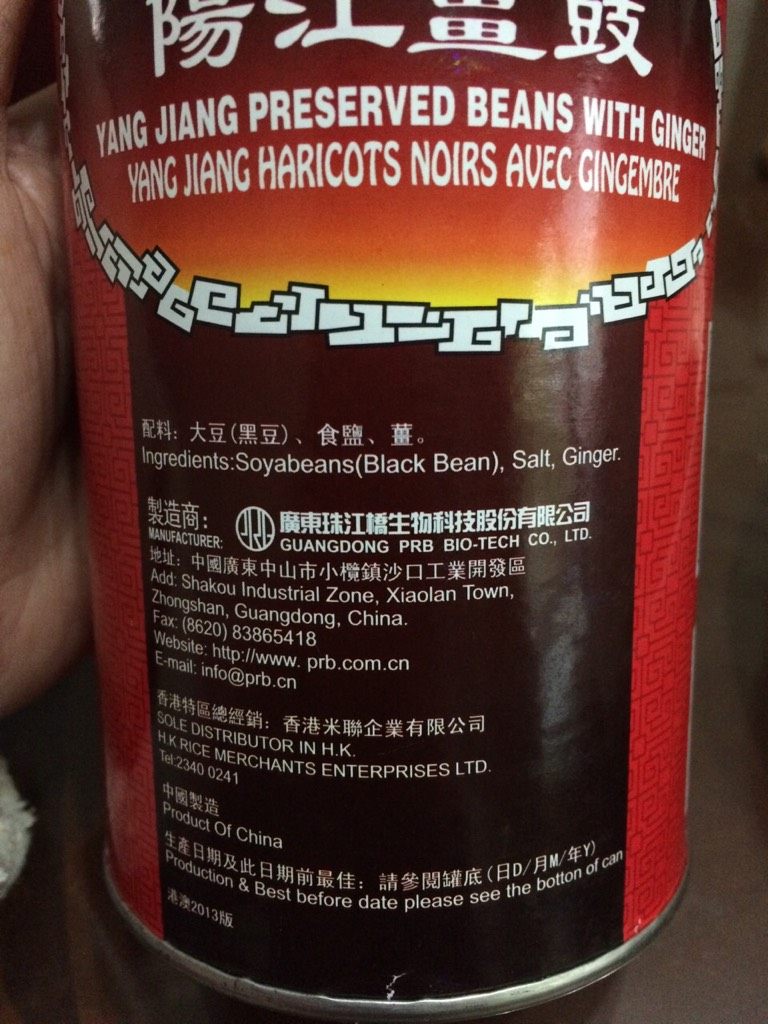 陽江薑豉
YANG JIANG PRESERVED BEANS WITH GINGER
YANG JIANG HARICOTS NOIRS AVEC GINGEMBRE
配料: 大豆(黑豆)、食鹽、薑。
Ingredients:Soyabeans(Black Bean), Salt, Ginger.
製造商: 廣東珠江橋生物科技股份有限公司
MANUFACTURER: GUANGDONG PRB BIO-TECH CO., LTD.
地址: 中國廣東中山市小欖鎮沙口工業開發區
Add: Shakou Industrial Zone, Xiaolan Town,
Zhongshan, Guangdong, China.
Fax: (8620) 83865418
Website: http://www. prb.com.cn
E-mail: info@prb.cn
香港特區總經銷: 香港米聯企業有限公司
SOLE DISTRIBUTOR IN H.K.
H.K RICE MERCHANTS ENTERPRISES LTD.
Tel:2340 0241
中國製造
Product Of China
生產日期及此日期前最佳: 請參閱罐底(日D/月M/年Y)
Production & Best before date please see the botton of can
港澳2013版